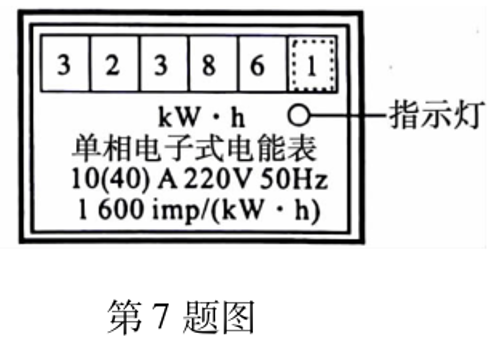 3 2 3 8 6 1
kW · h 指示灯
单相电子式电能表
10(40) A 220V 50Hz
1 600 imp/(kW · h)
第 7 题图